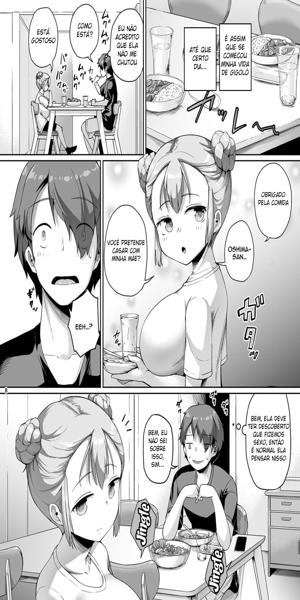 É ASSIM
QUE SE
COMEÇOU
MINHA VIDA
DE GIGOLÔ
ATÉ QUE
CERTO
DIA...
EU NÃO
ACREDITO
QUE ELA
NÃO ME
CHUTOU
COMO
ESTÁ?
ESTÁ
GOSTOSO
OBRIGADO
PELA
COMIDA
OSHIMA-
SAN...
VOCÊ PRETENDE
CASAR COM
MINHA MÃE?
EEH..?
BEM, ELA DEVE
TER DESCOBERTO
QUE FIZEMOS
SEXO, ENTÃO
É NORMAL ELA
PENSAR NISSO
BEM, EU
NÃO SEI
SOBRE
ISSO,
SIM...
Jingle
Jingle